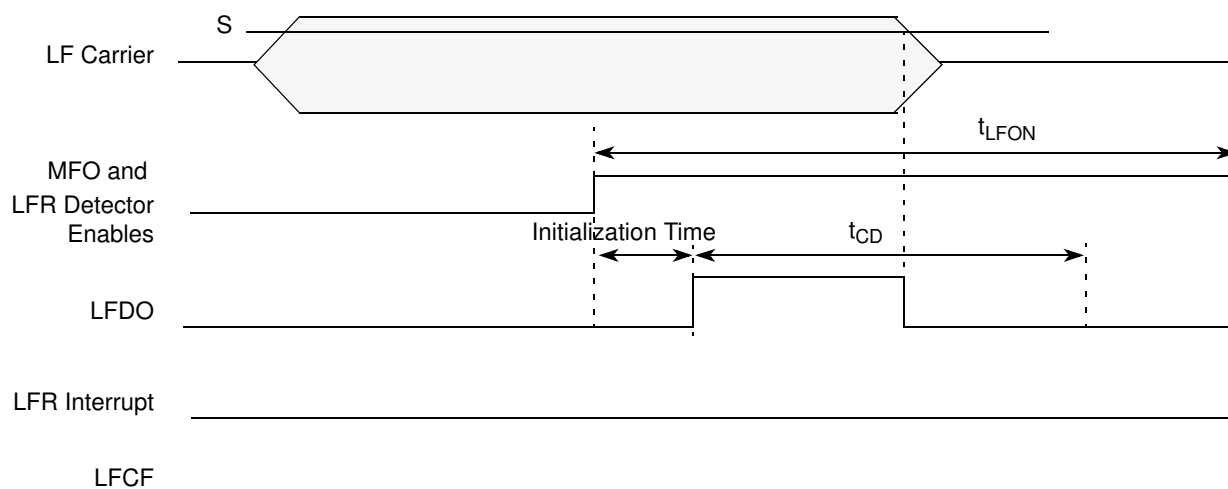 S
LF Carrier
tLFON
MFO and
LFR Detector
Enables
Initialization Time
tCD
LFDO
LFR Interrupt
LFCF